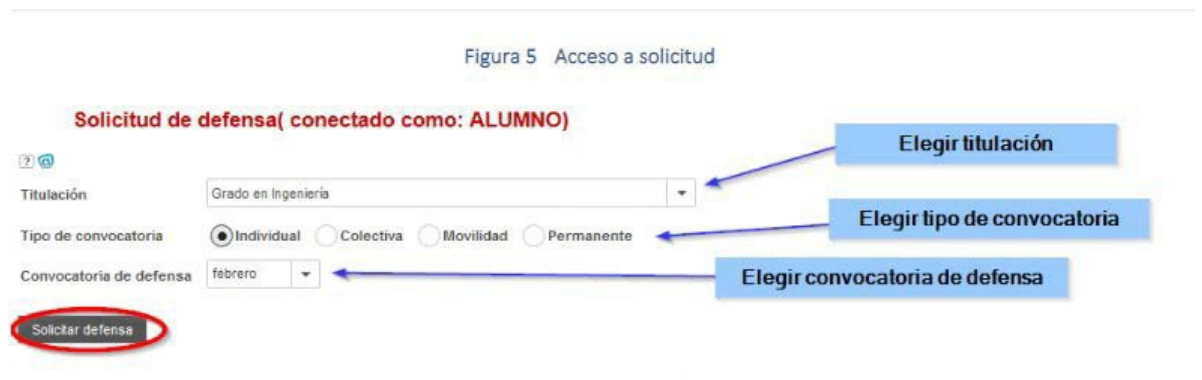 Figura 5 Acceso a solicitud
Solicitud de defensa( conectado como: ALUMNO)
Elegir titulación
?
Titulación
Grado en Ingeniería
Elegir tipo de convocatoria
Tipo de convocatoria
Individual Colectiva Movilidad Permanente
Elegir convocatoria de defensa
Convocatoria de defensa
febrero
Solicitar defensa